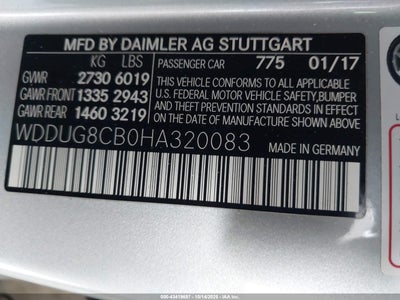 MFD BY DAIMLER AG STUTTGART
KG LBS PASSENGER CAR 775 01/17
GVWR 2730 6019
GAWR FRONT 1335 2943
GAWR REAR 1460 3219
THIS VEHICLE CONFORMS TO ALL APPLICABLE
U.S. FEDERAL MOTOR VEHICLE SAFETY, BUMPER
AND THEFT PREVENTION STANDARDS IN EFFECT
ON THE DATE OF MANUFACTURE SHOWN ABOVE.
WDDUG8CB0HA320083
MADE IN GERMANY